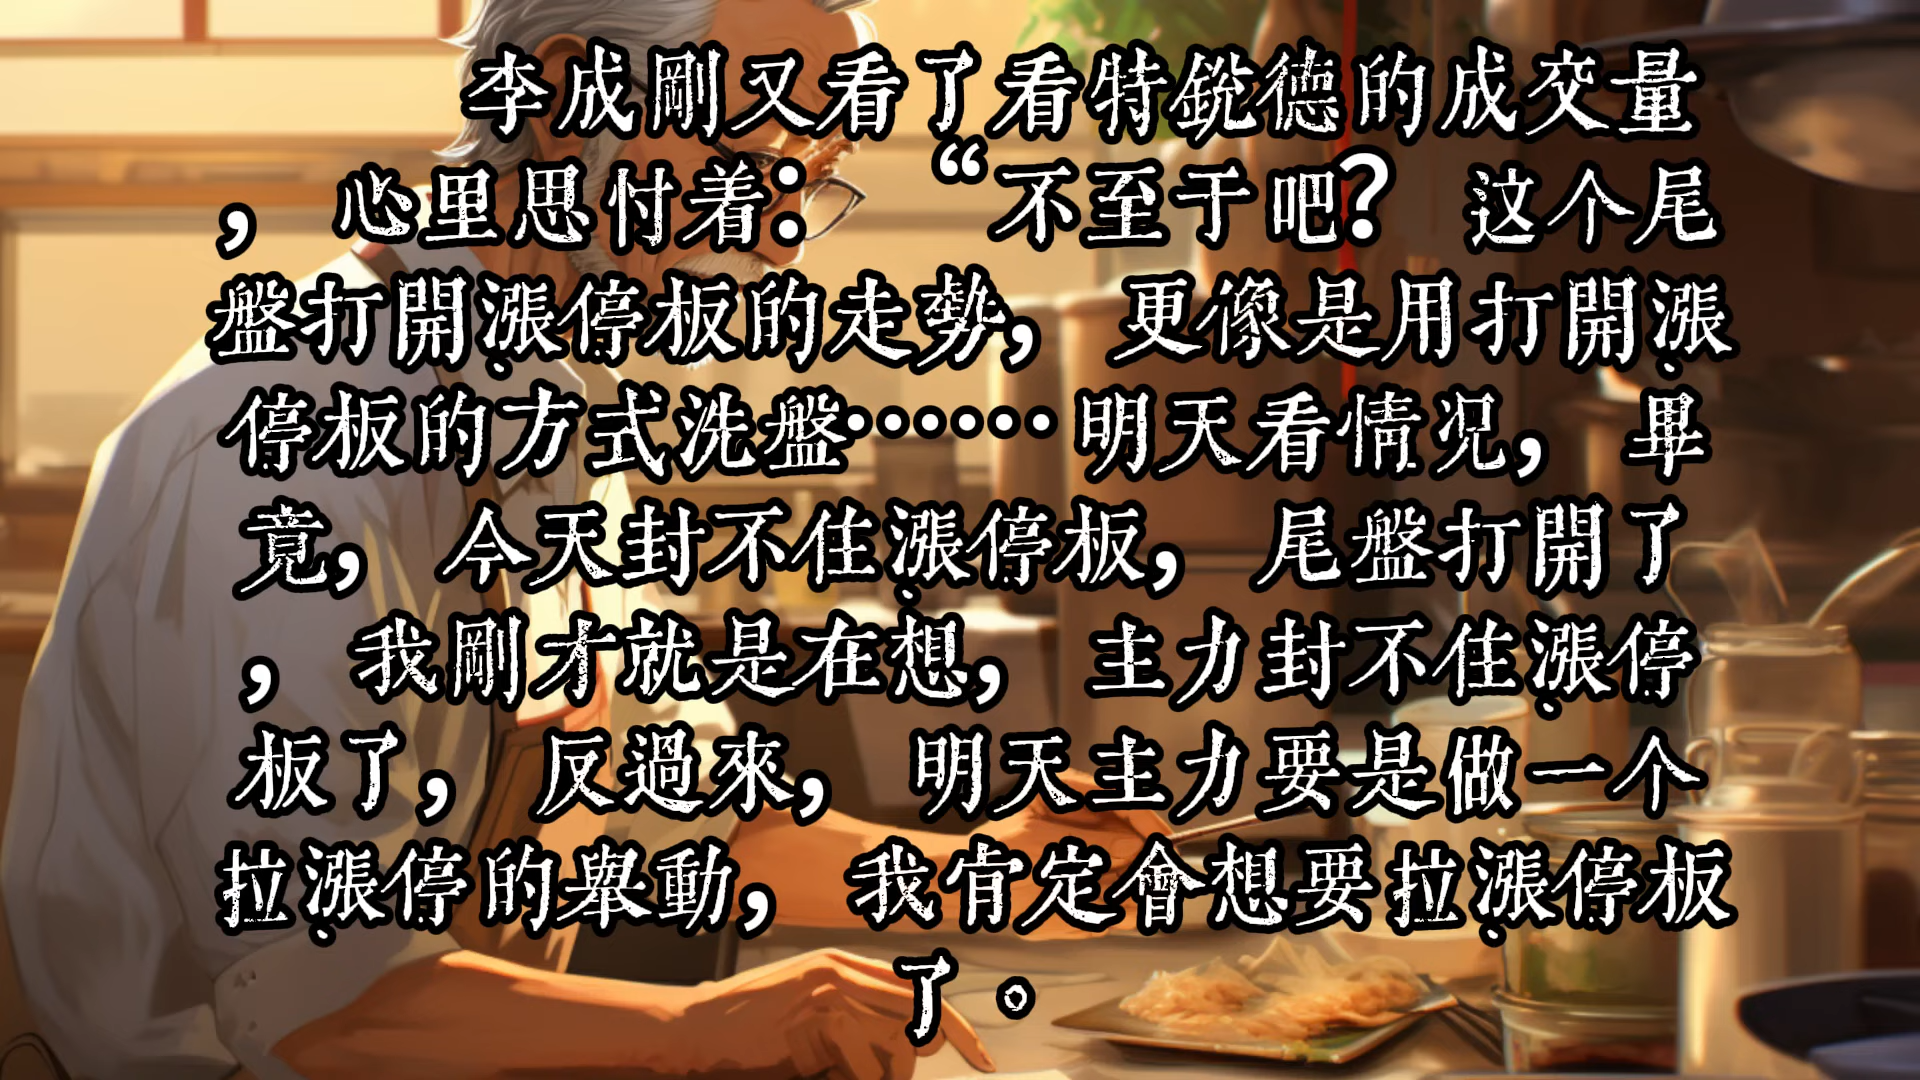 李成剛又看了看特銳德的成交量
，心里思忖着：“不至于吧？这个尾
盤打開漲停板的走勢，更像是用打開漲
停板的方式洗盤……明天看情况，畢
竟，今天封不住漲停板，尾盤打開了
，我剛才就是在想，主力封不住漲停
板了，反過來，明天主力要是做一个
拉漲停的舉動，我肯定會想要拉漲停板
了。